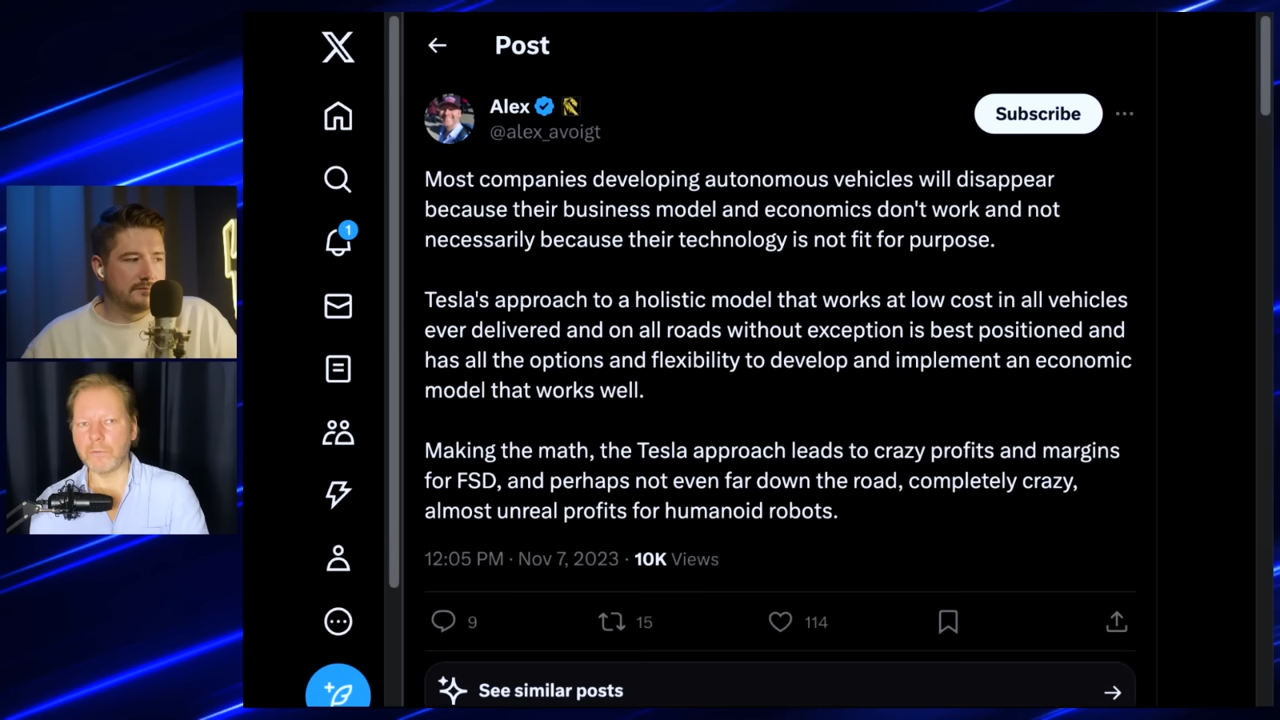 Post
Alex
@alex_avoigt
Subscribe
1
Most companies developing autonomous vehicles will disappear
because their business model and economics don't work and not
necessarily because their technology is not fit for purpose.
Tesla's approach to a holistic model that works at low cost in all vehicles
ever delivered and on all roads without exception is best positioned and
has all the options and flexibility to develop and implement an economic
model that works well.
Making the math, the Tesla approach leads to crazy profits and margins
for FSD, and perhaps not even far down the road, completely crazy,
almost unreal profits for humanoid robots.
12:05 PM · Nov 7, 2023 · 10K Views
9 15 114
See similar posts